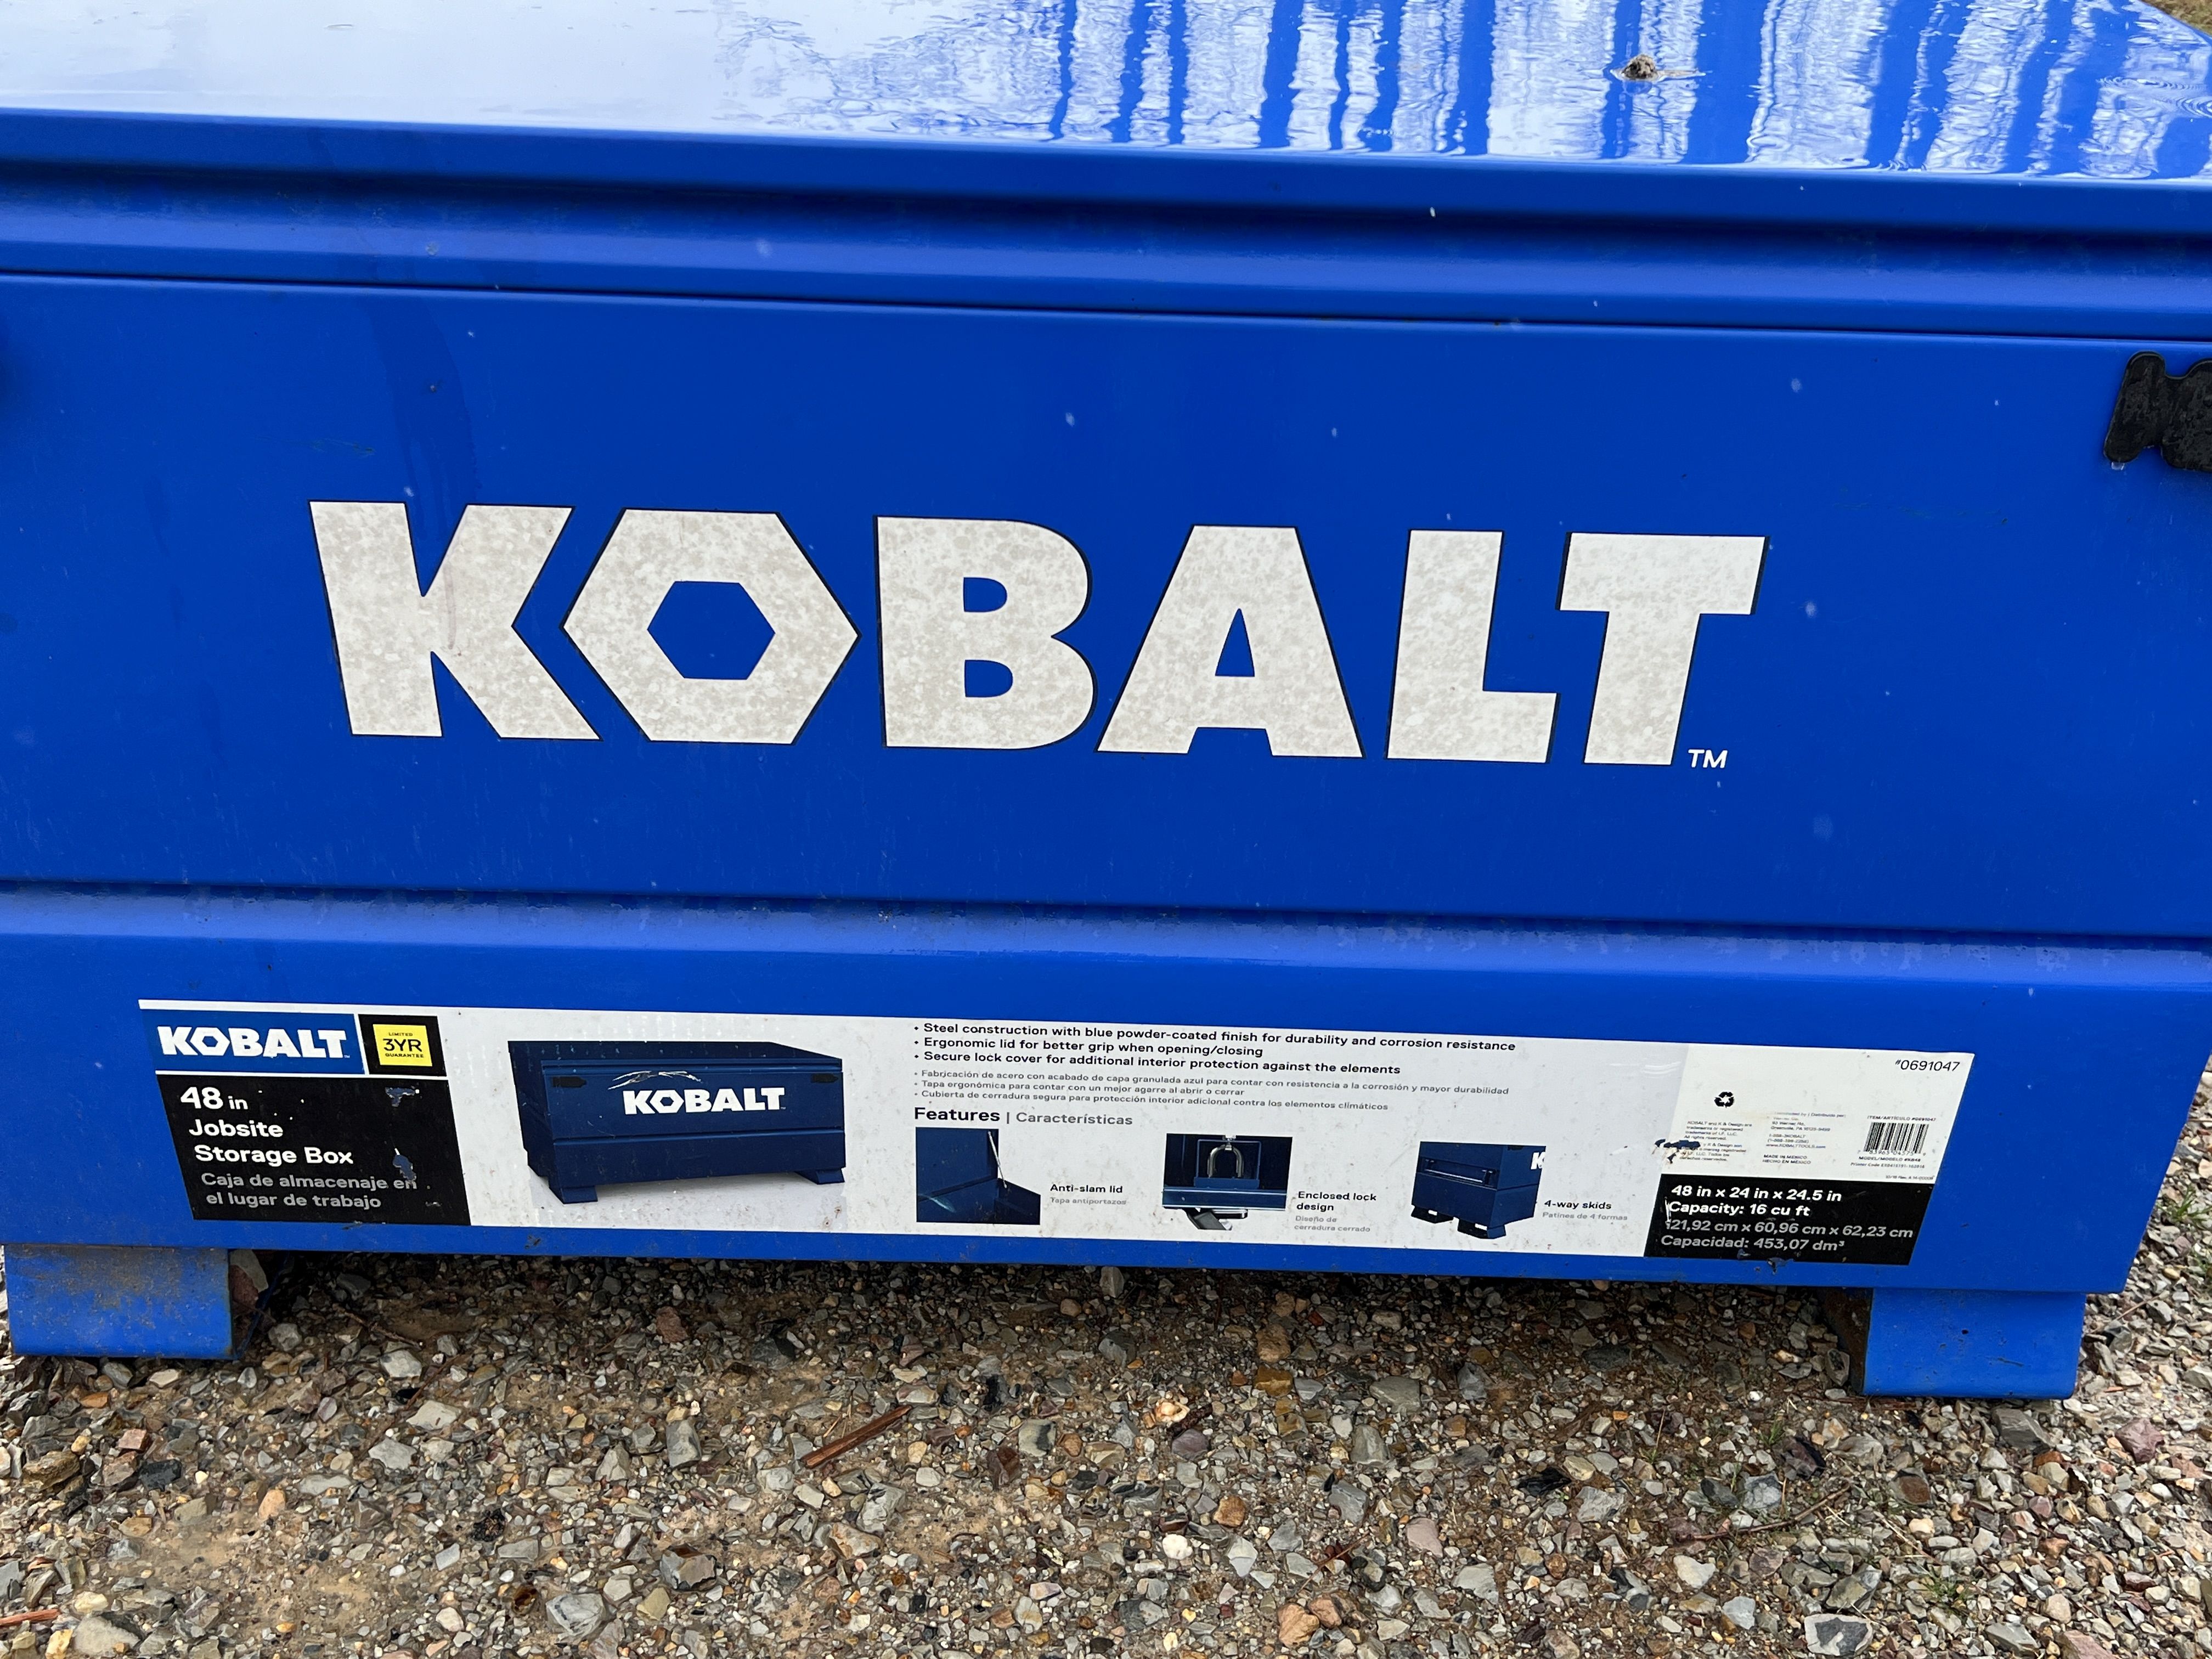 KOBALT
TM
KOBALT
LIMITED
3YR
GUARANTEE
48 in
Jobsite
Storage Box
Caja de almacenaje en
el lugar de trabajo
KOBALT
• Steel construction with blue powder-coated finish for durability and corrosion resistance
• Ergonomic lid for better grip when opening/closing
• Secure lock cover for additional interior protection against the elements
• Fabricación de acero con acabado de capa granulada azul para contar con resistencia a la corrosión y mayor durabilidad
• Tapa ergonómica para contar con un mejor agarre al abrir o cerrar
• Cubierta de cerradura segura para protección interior adicional contra los elementos climáticos
Features | Características
Anti-slam lid
Tapa antiportazos
Enclosed lock
design
Diseño de
cerradura cerrado
K
4-way skids
Patines de 4 formas
#0691047
MADE IN MEXICO
HECHO EN MÉXICO
48 in x 24 in x 24.5 in
Capacity: 16 cu ft
121,92 cm x 60,96 cm x 62,23 cm
Capacidad: 453,07 dm³